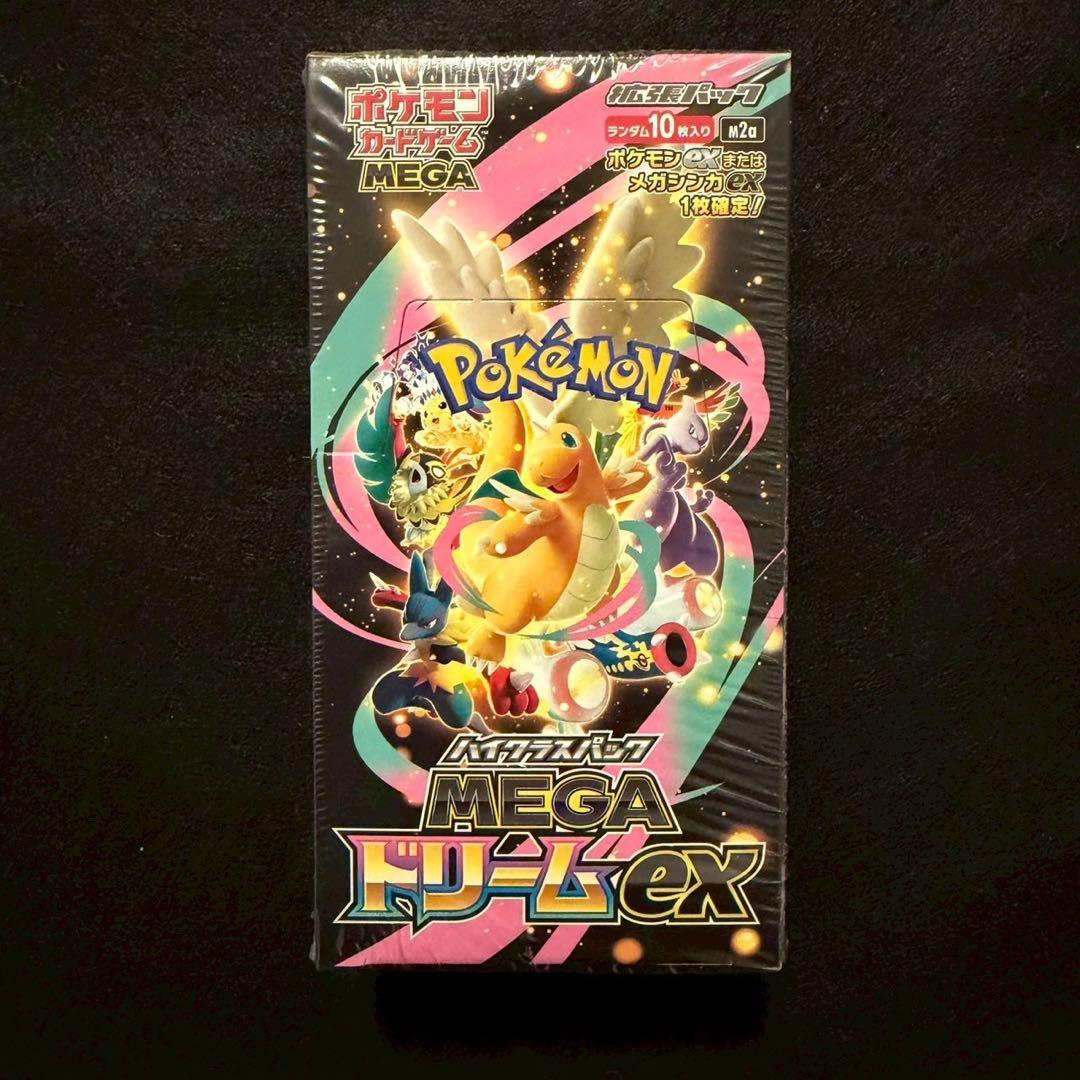 ポケモン
カードゲーム™
MEGA
拡張パック
ランダム10枚入り M2a
ポケモンexまたは
メガシンカex
1枚確定!
POKéMON™
ハイクラスパック
MEGA
ドリームex